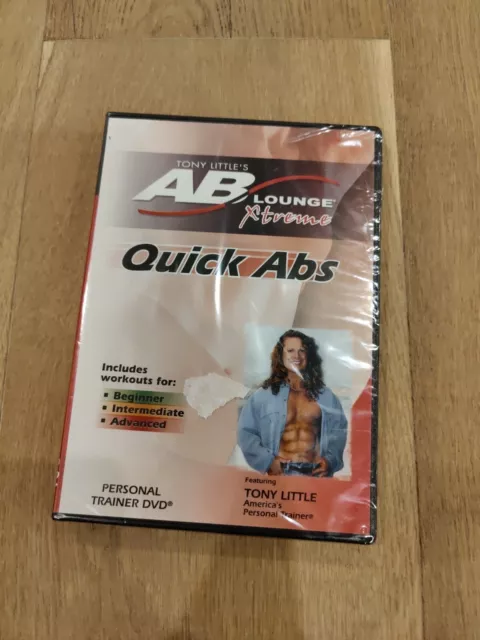 TONY LITTLE'S
AB LOUNGE™
Xtreme
Quick Abs
Includes
workouts for:
Beginner
Intermediate
Advanced
PERSONAL
TRAINER DVD®
Featuring
TONY LITTLE
America's
Personal Trainer®